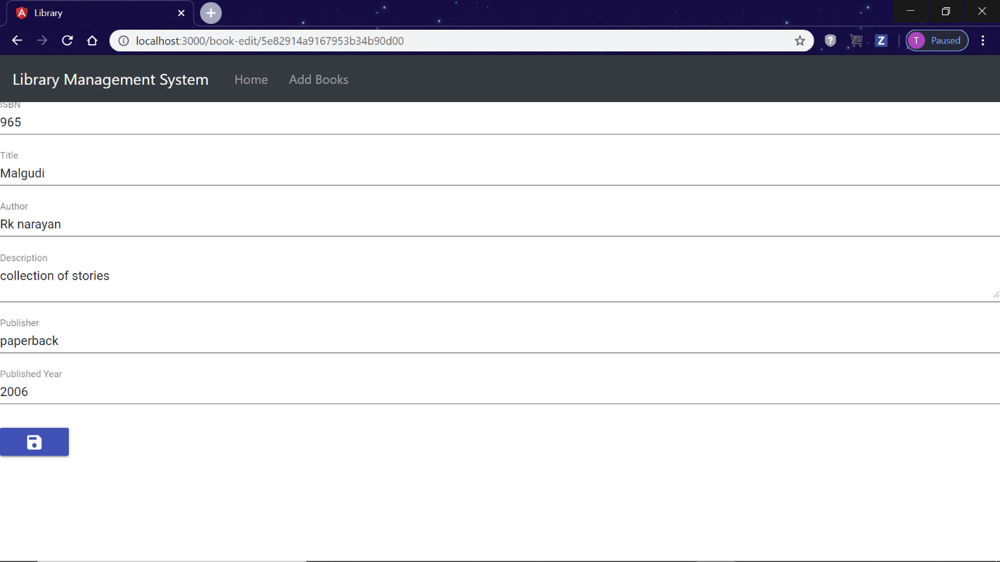 Library
localhost:3000/book-edit/5e82914a9167953b34b90d00
T Paused
Library Management System Home Add Books
ISBN
965
Title
Malgudi
Author
Rk narayan
Description
collection of stories
Publisher
paperback
Published Year
2006